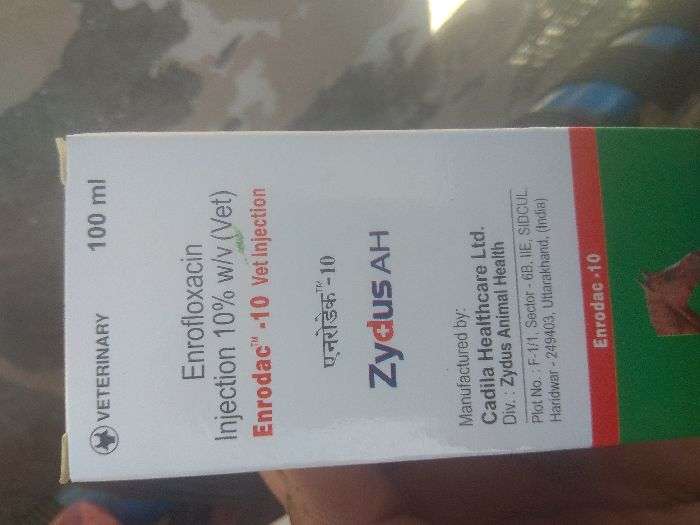 VETERINARY 100 ml
Enrofloxacin
Injection 10% w/v (Vet)
Enrodac™ -10 Vet Injection
एनरोडेक™ -10
Zydus AH
Manufactured by:
Cadila Healthcare Ltd.
Div. : Zydus Animal Health
Plot No. : F-1/1, Sector - 6B, IIE, SIDCUL,
Haridwar - 249403, Uttarakhand, (India)
Enrodac -10